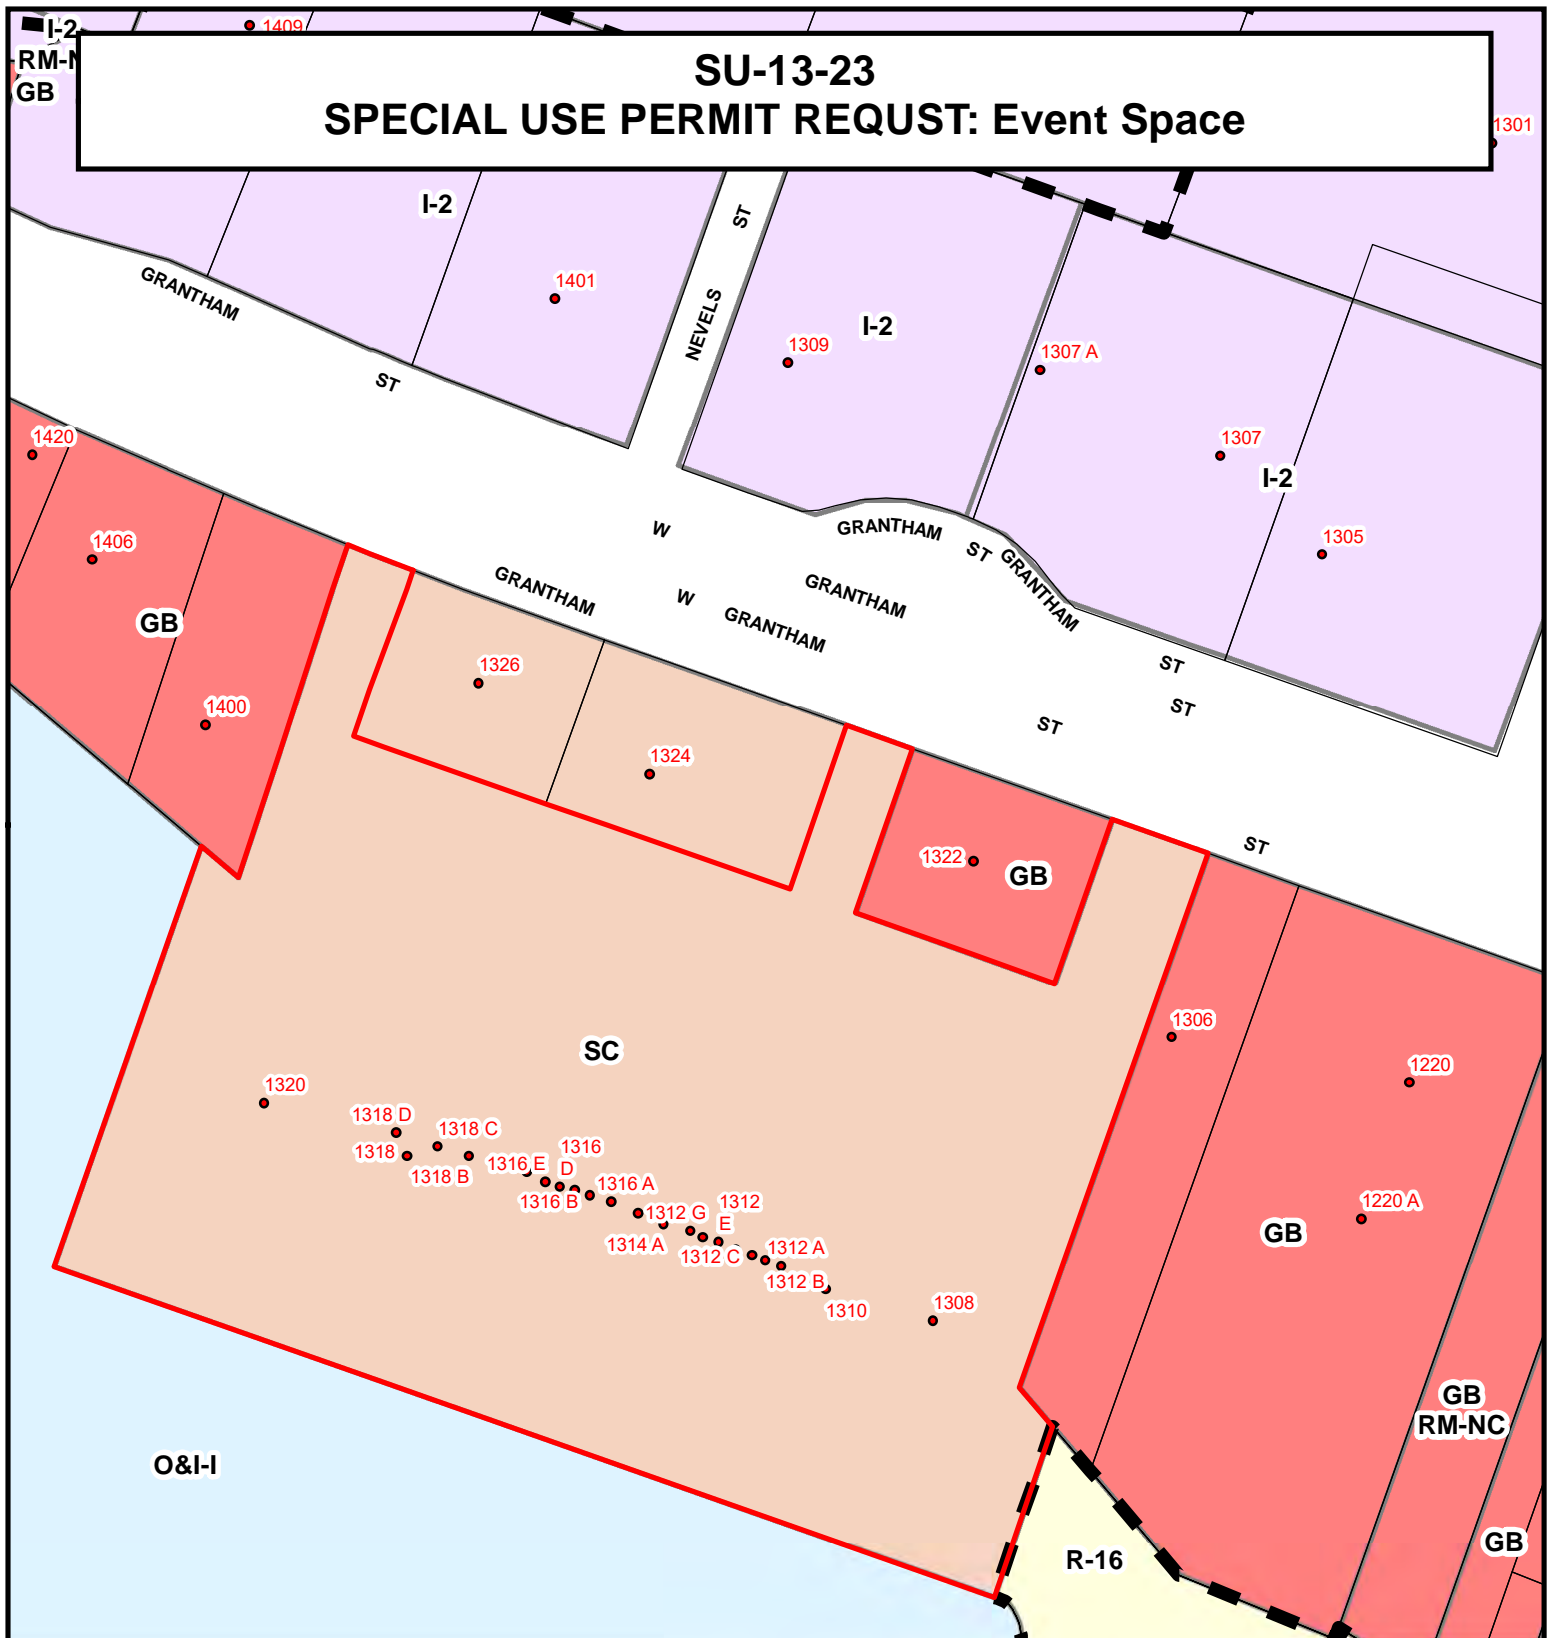 I-2
1409
RM-N
GB
SU-13-23
SPECIAL USE PERMIT REQUST: Event Space
1301
I-2
ST
1401
GRANTHAM
NEVELS
I-2
1309
1307 A
ST
1420
1307
I-2
W
GRANTHAM
ST
1406
1305
GRANTHAM
GRANTHAM
GRANTHAM
W
GRANTHAM
GB
1326
ST
1400
ST
ST
1324
ST
1322
GB
1306
SC
1220
1320
1318 D
1318 C
1318
1316
1316 E
D
1318 B
1316 A
1316 B
1312
1220 A
1312 G
E
GB
1314 A
1312 C
1312 A
1312 B
1308
1310
GB
RM-NC
O&I-I
GB
R-16